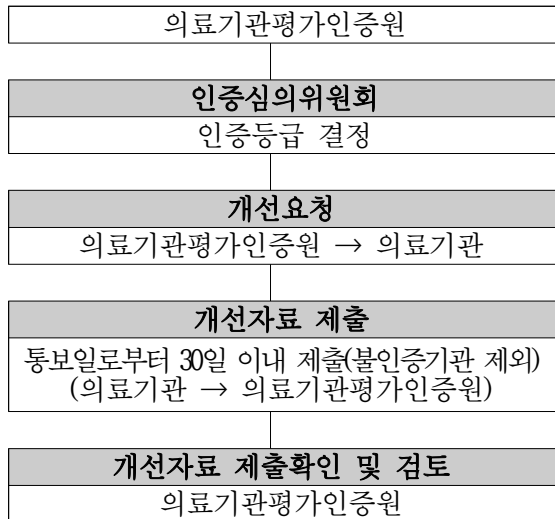 의료기관평가인증원
인증심의위원회
인증등급 결정
개선요청
의료기관평가인증원 → 의료기관
개선자료 제출
통보일로부터 30일 이내 제출(불인증기관 제외)
(의료기관 → 의료기관평가인증원)
개선자료 제출확인 및 검토
의료기관평가인증원